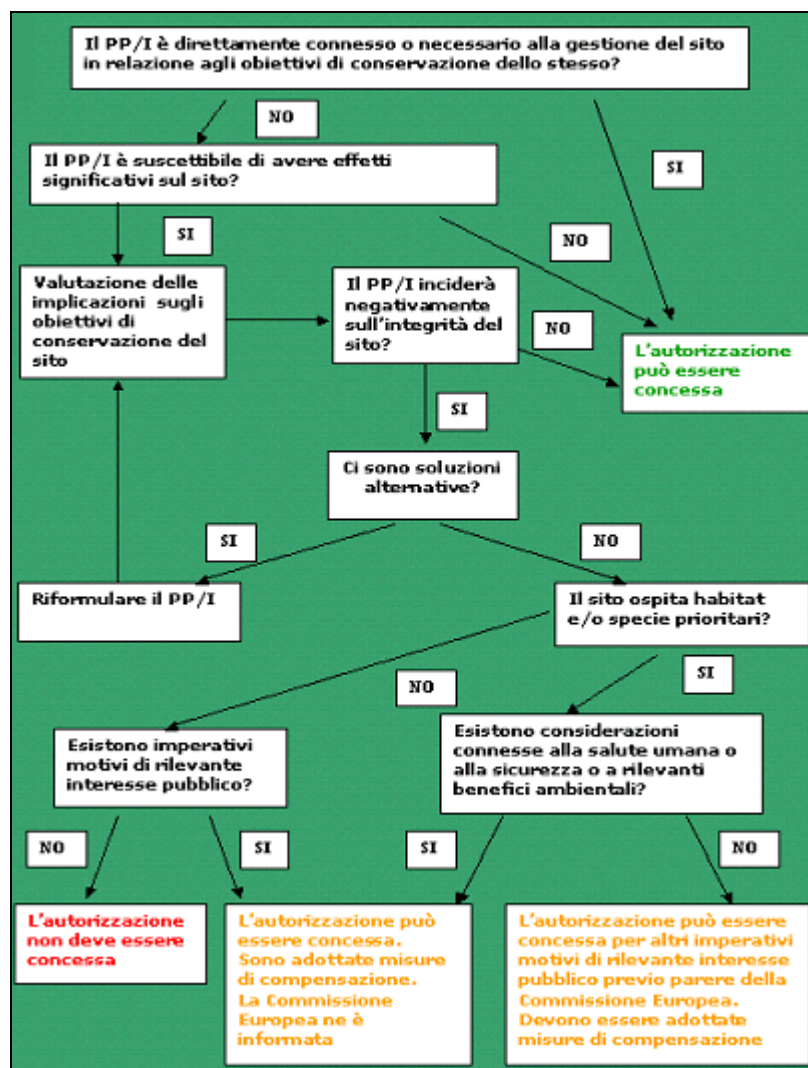 Il PP/I è direttamente connesso o necessario alla gestione del sito
in relazione agli obiettivi di conservazione dello stesso?
NO
SI
Il PP/I è suscettibile di avere effetti
significativi sul sito?
SI
NO
Valutazione delle
implicazioni sugli
obiettivi di
conservazione del
sito
Il PP/I inciderà
negativamente
sull'integrità del
sito?
NO
L'autorizzazione
può essere
concessa
SI
Ci sono soluzioni
alternative?
SI
NO
Riformulare il PP/I
Il sito ospita habitat
e/o specie prioritari?
NO
SI
Esistono imperativi
motivi di rilevante
interesse pubblico?
Esistono considerazioni
connesse alla salute umana o
alla sicurezza o a rilevanti
benefici ambientali?
NO
SI
SI
NO
L'autorizzazione
non deve essere
concessa
L'autorizzazione può
essere concessa.
Sono adottate misure
di compensazione.
La Commissione
Europea ne è
informata
L'autorizzazione può essere
concessa per altri imperativi
motivi di rilevante interesse
pubblico previo parere della
Commissione Europea.
Devono essere adottate
misure di compensazione